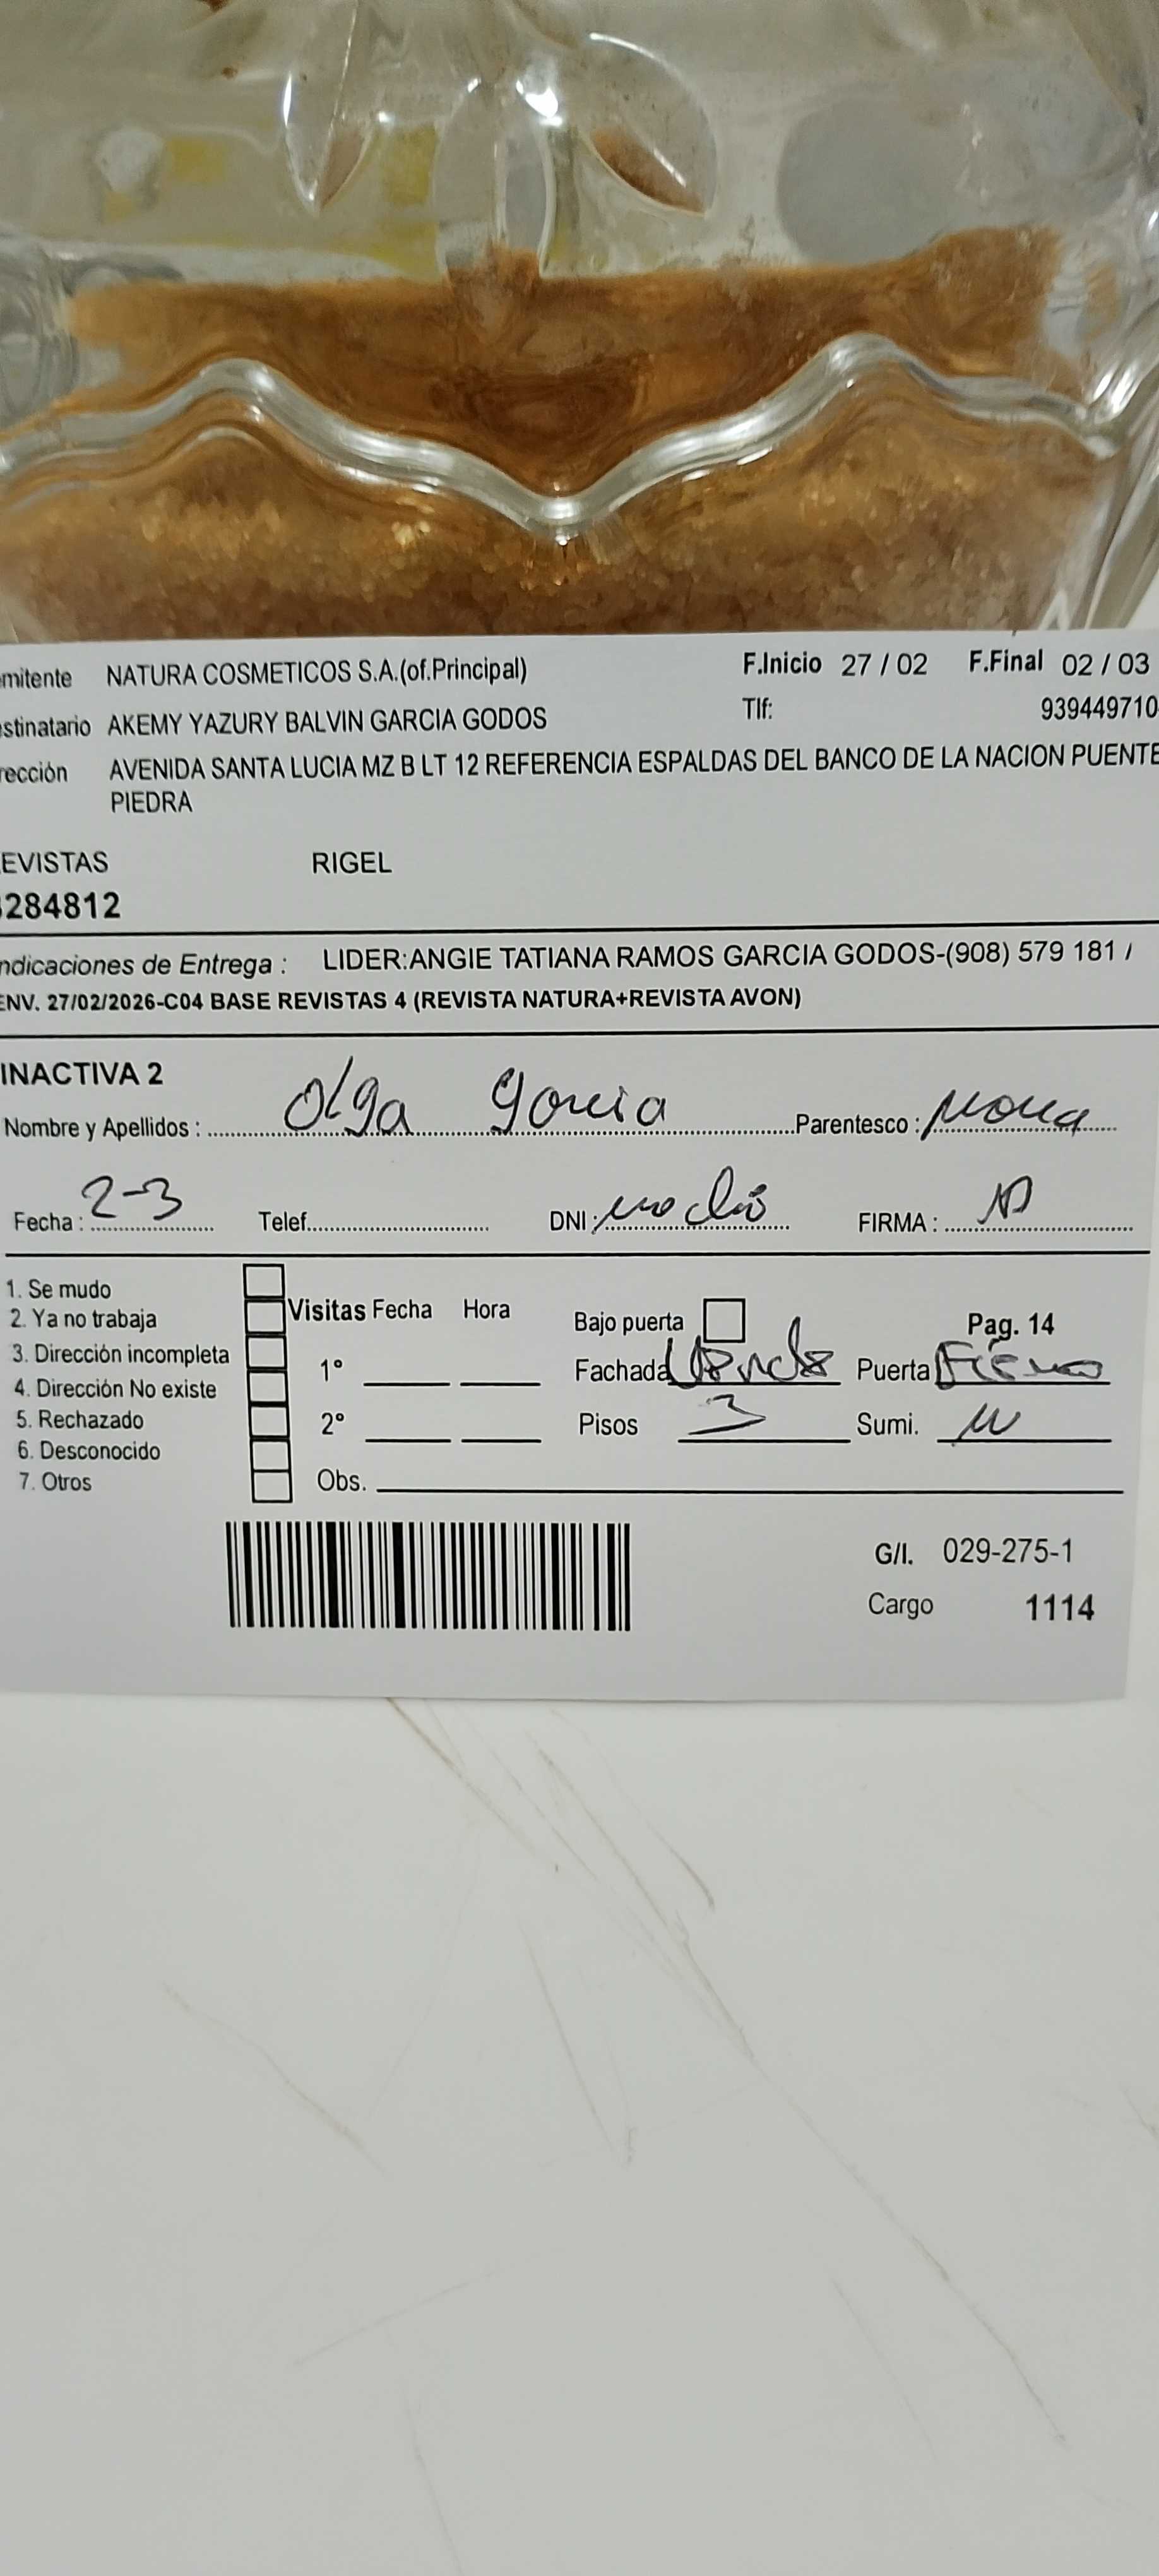 mitente NATURA COSMETICOS S.A.(of.Principal) F.Inicio 27 / 02 F.Final 02 / 03
stinatario AKEMY YAZURY BALVIN GARCIA GODOS Tlf: 939449710
rección AVENIDA SANTA LUCIA MZ B LT 12 REFERENCIA ESPALDAS DEL BANCO DE LA NACION PUENTE
PIEDRA
EVISTAS RIGEL
284812
ndicaciones de Entrega : LIDER:ANGIE TATIANA RAMOS GARCIA GODOS-(908) 579 181 /
ENV. 27/02/2026-C04 BASE REVISTAS 4 (REVISTA NATURA+REVISTA AVON)
INACTIVA 2
Nombre y Apellidos : Olga Garcia Parentesco :
Fecha : 2-3 Telef. DNI : no dio FIRMA :
1. Se mudo
2. Ya no trabaja Visitas Fecha Hora Bajo puerta Pag. 14
3. Dirección incompleta 1° Fachada Puerta
4. Dirección No existe
5. Rechazado 2° Pisos 3 Sumi.
6. Desconocido
7. Otros Obs.
G/I. 029-275-1
Cargo 1114